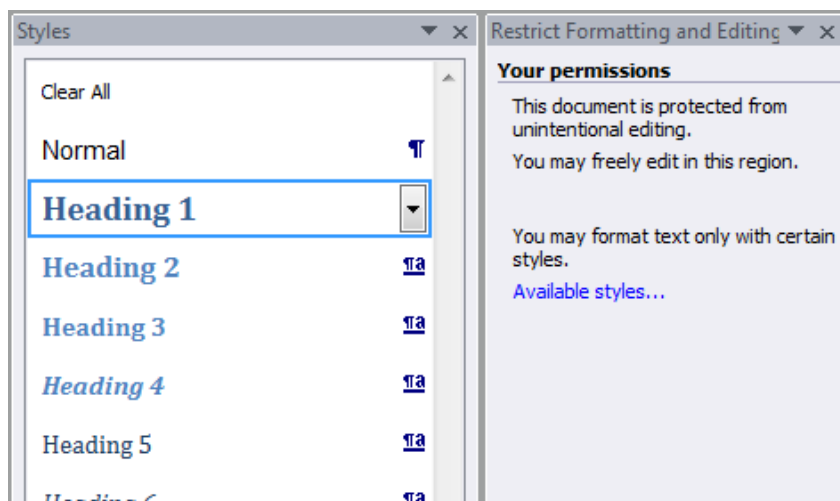 Styles
Clear All
Normal ¶
Heading 1
Heading 2 ¶a
Heading 3 ¶a
Heading 4 ¶a
Heading 5 ¶a
Heading 6 ¶a
Restrict Formatting and Editing
Your permissions
This document is protected from
unintentional editing.
You may freely edit in this region.
You may format text only with certain
styles.
Available styles...